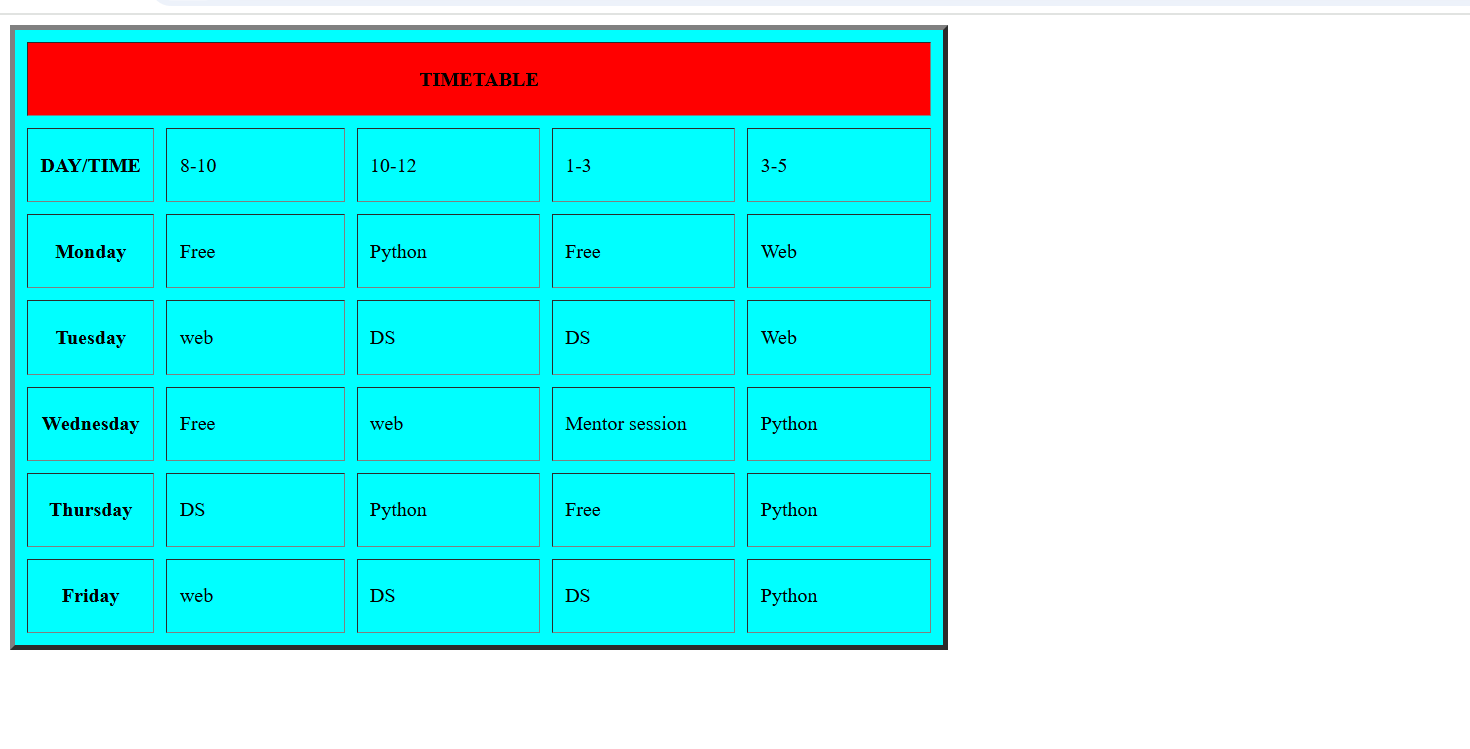 TIMETABLE
DAY/TIME 8-10 10-12 1-3 3-5
Monday Free Python Free Web
Tuesday web DS DS Web
Wednesday Free web Mentor session Python
Thursday DS Python Free Python
Friday web DS DS Python